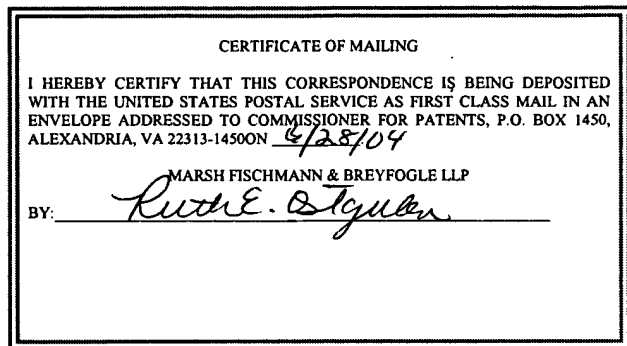 CERTIFICATE OF MAILING
I HEREBY CERTIFY THAT THIS CORRESPONDENCE IS BEING DEPOSITED
WITH THE UNITED STATES POSTAL SERVICE AS FIRST CLASS MAIL IN AN
ENVELOPE ADDRESSED TO COMMISSIONER FOR PATENTS, P.O. BOX 1450,
ALEXANDRIA, VA 22313-1450ON /28/04
MARSH FISCHMANN & BREYFOGLE LLP
BY: Ruth E.